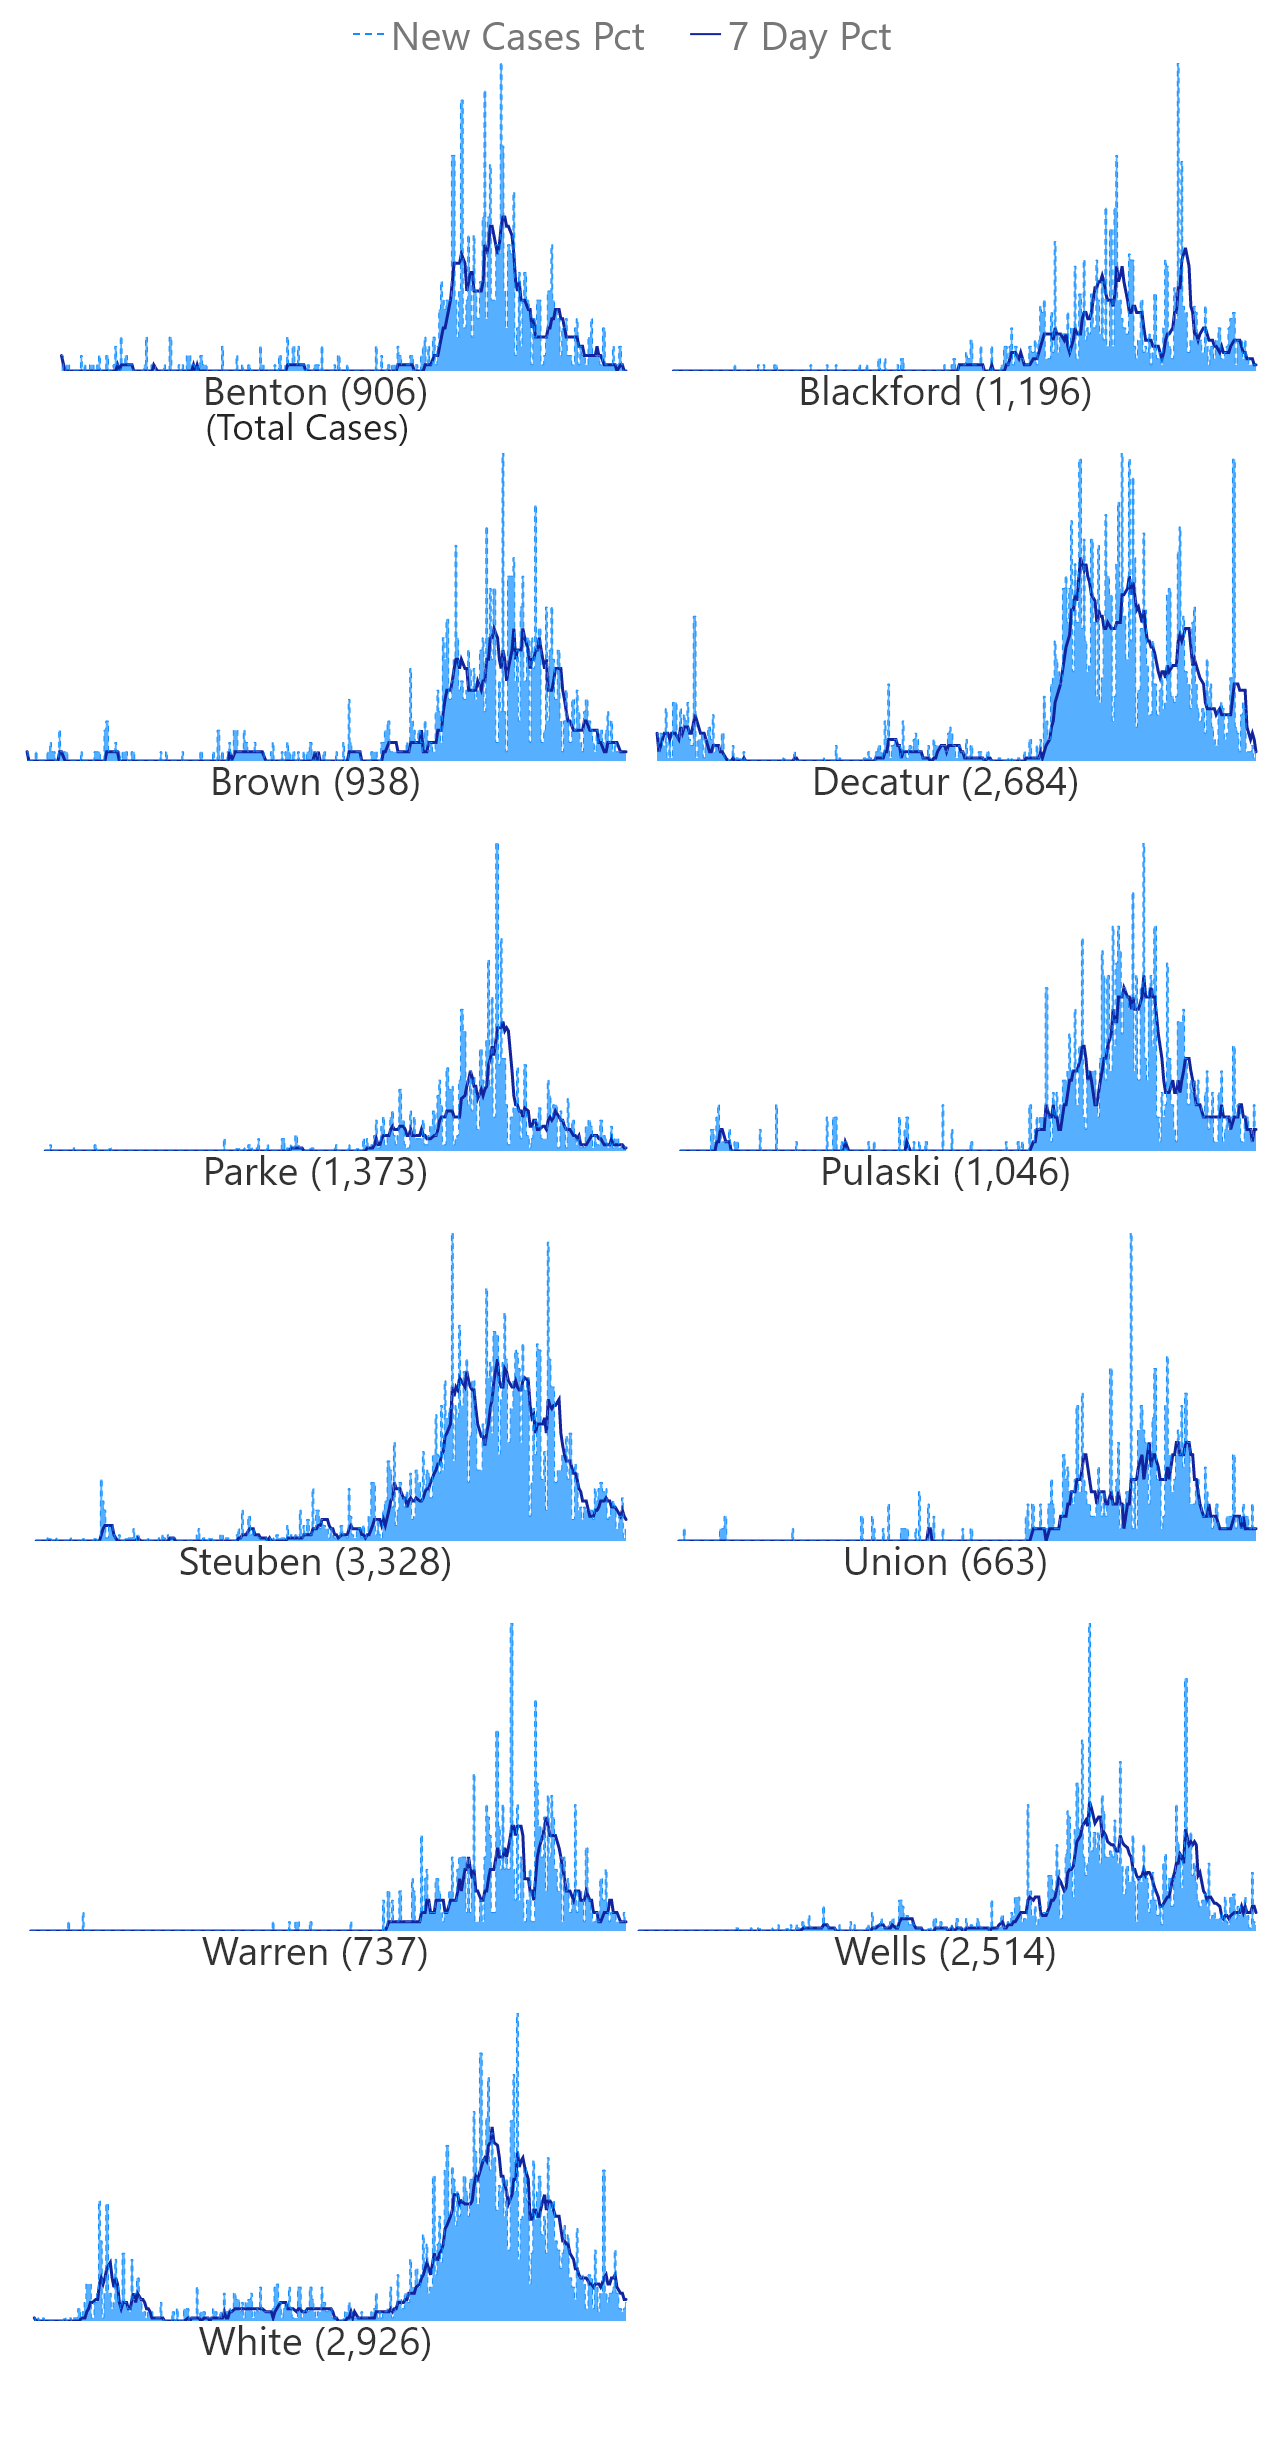 New Cases Pct 7 Day Pct
Benton (906) Blackford (1,196)
(Total Cases)
Brown (938) Decatur (2,684)
Parke (1,373) Pulaski (1,046)
Steuben (3,328) Union (663)
Warren (737) Wells (2,514)
White (2,926)